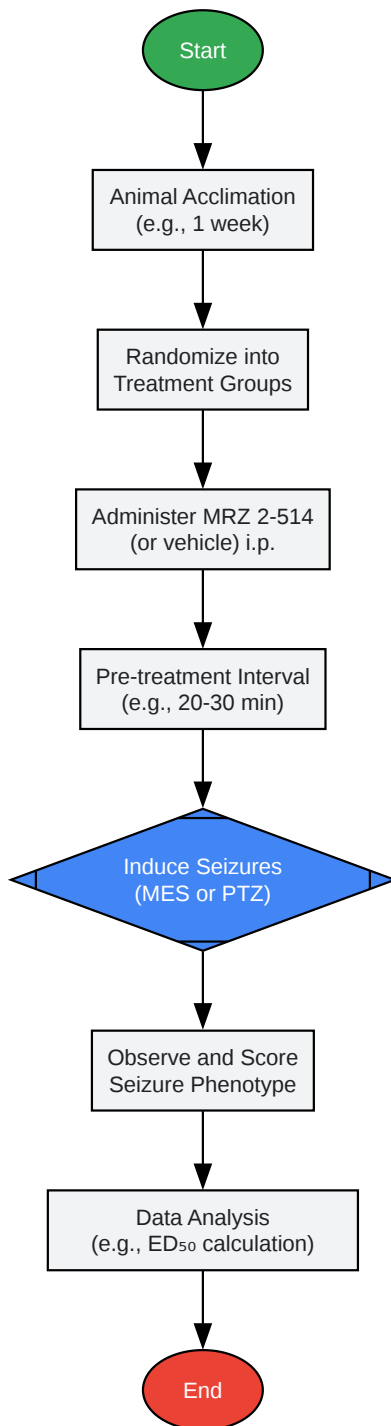 Start
Animal Acclimation
(e.g., 1 week)
Randomize into
Treatment Groups
Administer MRZ 2-514
(or vehicle) i.p.
Pre-treatment Interval
(e.g., 20-30 min)
Induce Seizures
(MES or PTZ)
Observe and Score
Seizure Phenotype
Data Analysis
(e.g., ED₅₀ calculation)
End